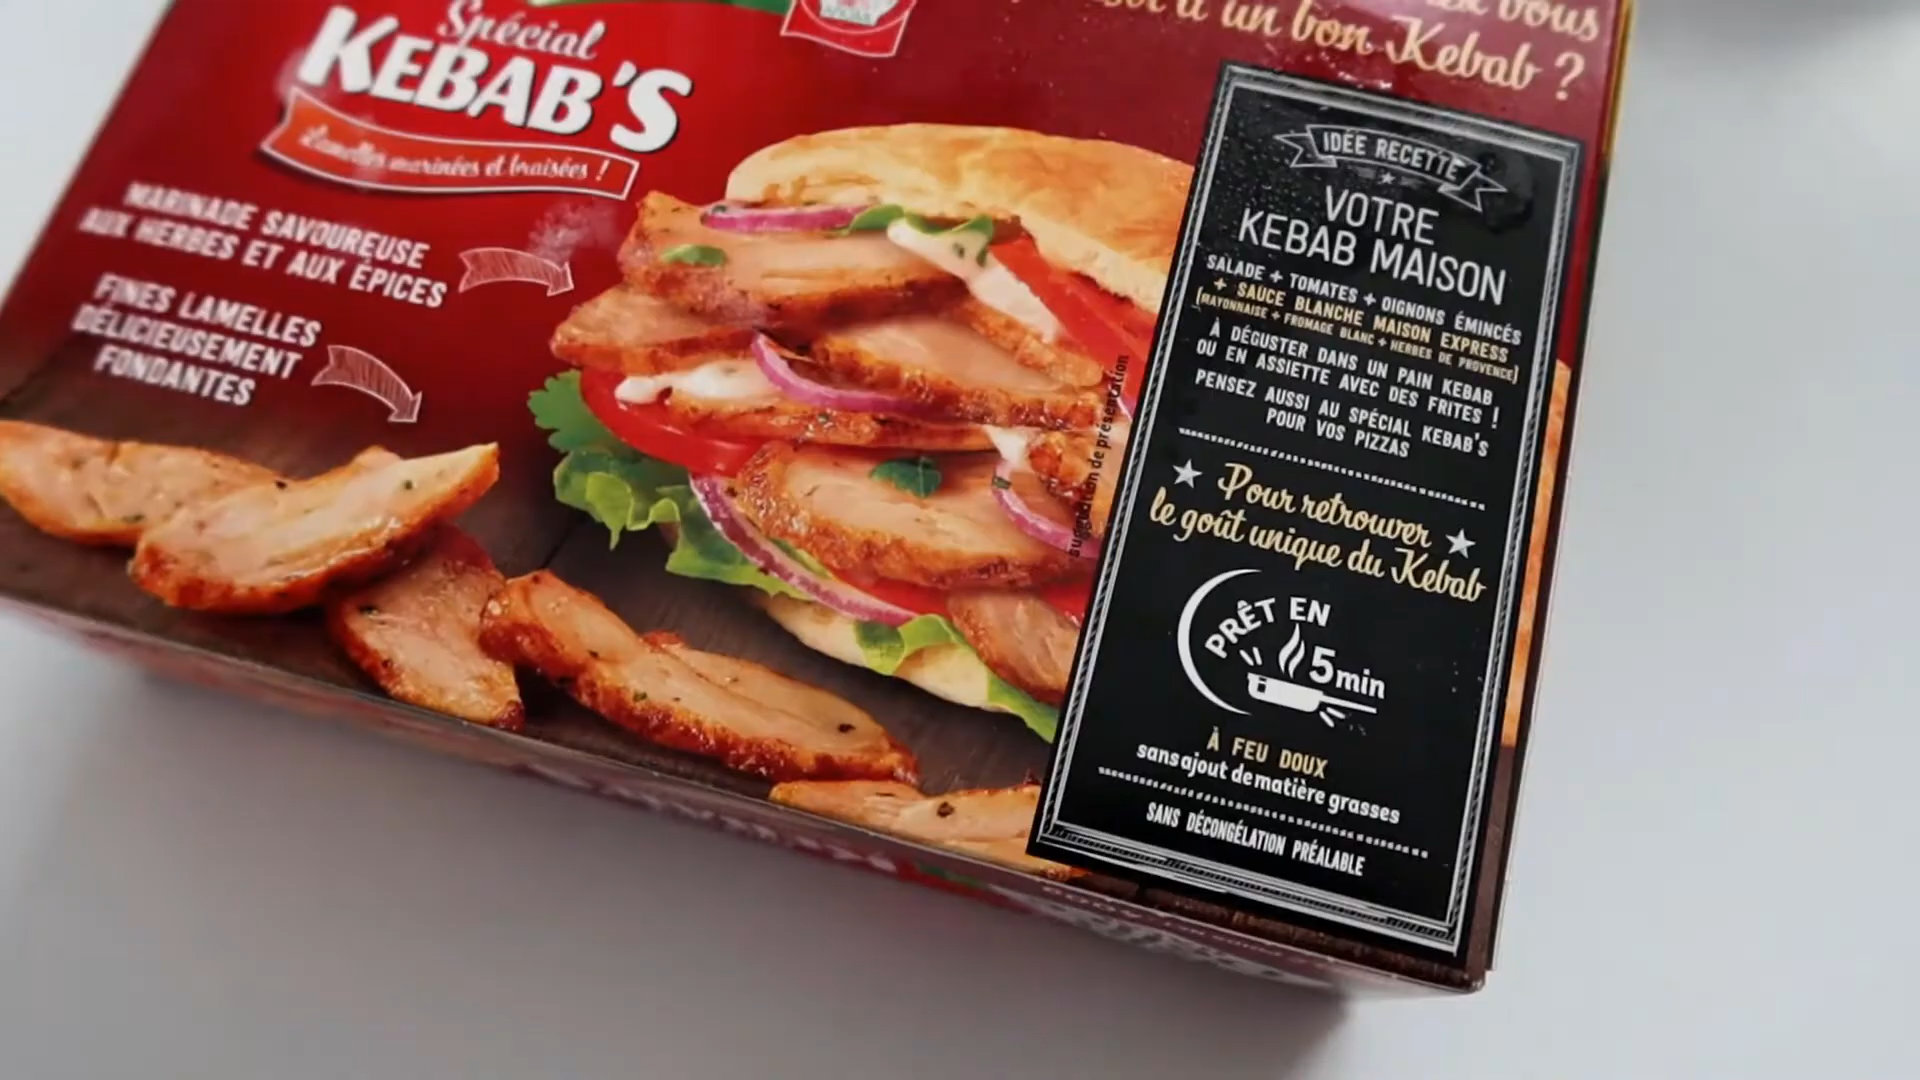 Spécial
KEBAB'S
Lamelles marinées et braisées !
MARINADE SAVOUREUSE
AUX HERBES ET AUX ÉPICES
FINES LAMELLES
DÉLICIEUSEMENT
FONDANTES
vous
d'un bon Kebab ?
suggestion de présentation
IDÉE RECETTE
VOTRE
KEBAB MAISON
SALADE + TOMATES + OIGNONS ÉMINCÉS
+ SAUCE BLANCHE MAISON EXPRESS
(MAYONNAISE + FROMAGE BLANC + HERBES DE PROVENCE)
À DÉGUSTER DANS UN PAIN KEBAB
OU EN ASSIETTE AVEC DES FRITES !
PENSEZ AUSSI AU SPÉCIAL KEBAB'S
POUR VOS PIZZAS
Pour retrouver
le goût unique du Kebab
PRÊT EN
5min
À FEU DOUX
sans ajout de matière grasses
SANS DÉCONGÉLATION PRÉALABLE